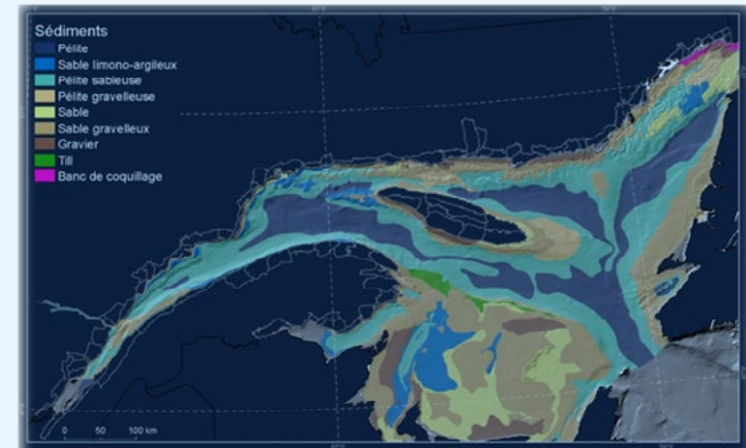 Sédiments
Pélite
Sable limono-argileux
Pélite sableuse
Pélite gravelleuse
Sable
Sable gravelleux
Gravier
Till
Banc de coquillage
0 50 100 km